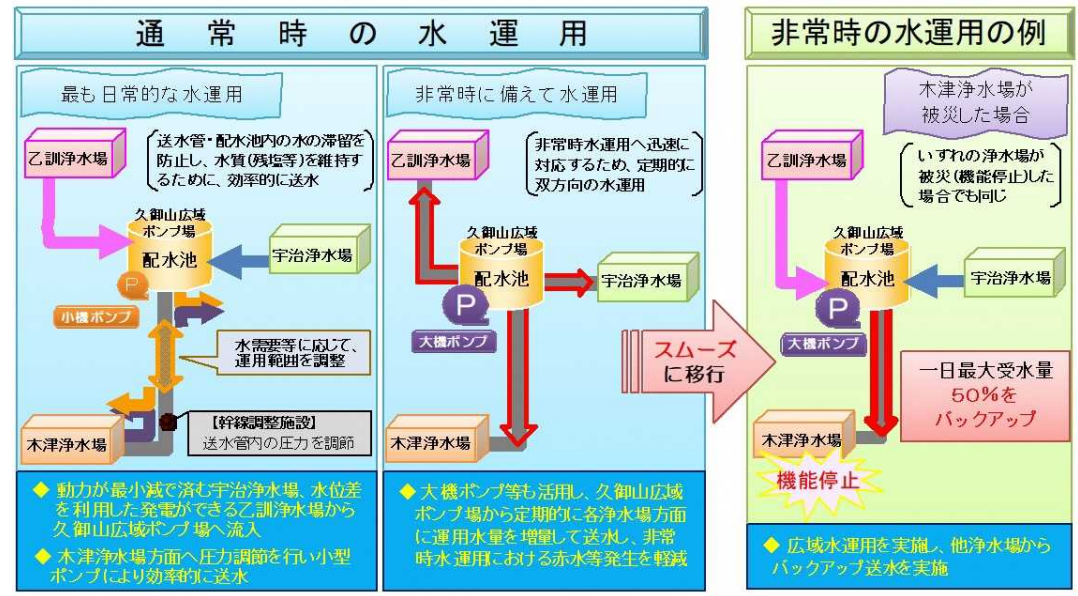 通常時の水運用
最も日常的な水運用
乙訓浄水場
送水管・配水池内の水の滞留を
防止し、水質(残塩等)を維持す
るために、効率的に送水
久御山広域
ポンプ場
配水池
宇治浄水場
P
小機ポンプ
水需要等に応じて、
運用範囲を調整
【幹線調整施設】
送水管内の圧力を調節
木津浄水場
◆ 動力が最小減で済む宇治浄水場、水位差
を利用した発電ができる乙訓浄水場から
久御山広域ポンプ場へ流入
◆ 木津浄水場方面へ圧力調節を行い小型
ポンプにより効率的に送水
非常時に備えて水運用
乙訓浄水場
非常時水運用へ迅速に
対応するため、定期的に
双方向の水運用
久御山広域
ポンプ場
配水池
宇治浄水場
P
大機ポンプ
木津浄水場
◆ 大機ポンプ等も活用し、久御山広域
ポンプ場から定期的に各浄水場方面
に運用水量を増量して送水し、非常
時水運用における赤水等発生を軽減
スムーズ
に移行
非常時の水運用の例
木津浄水場が
被災した場合
乙訓浄水場
いずれの浄水場が
被災(機能停止)した
場合でも同じ
久御山広域
ポンプ場
配水池
宇治浄水場
P
大機ポンプ
一日最大受水量
50%を
バックアップ
木津浄水場
機能停止
◆ 広域水運用を実施し、他浄水場から
バックアップ送水を実施